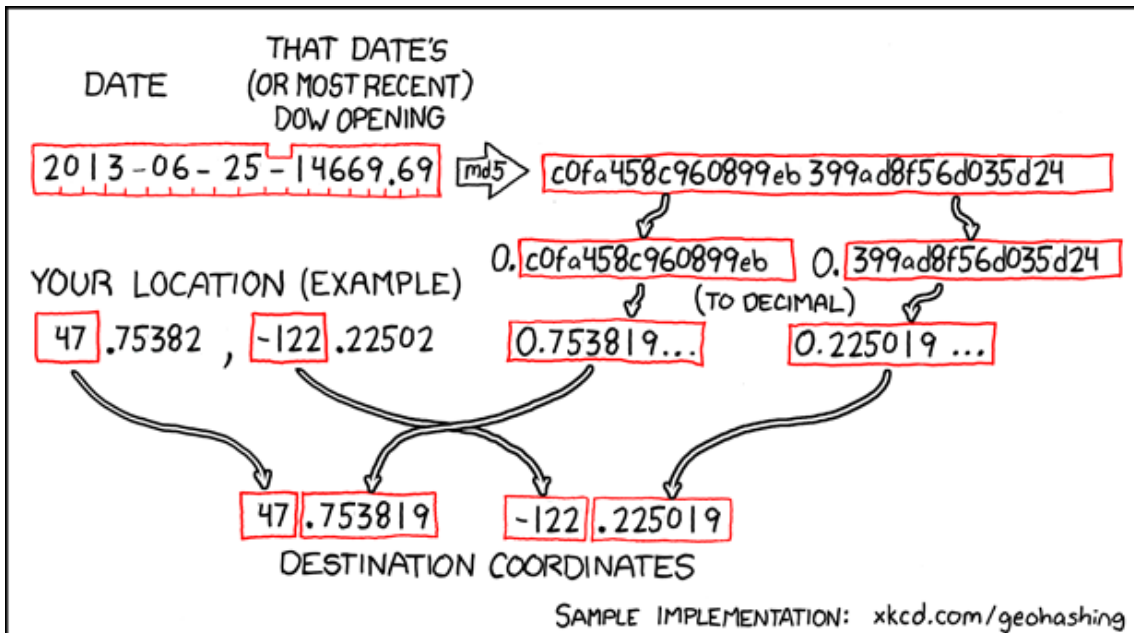 DATE
THAT DATE'S
(OR MOST RECENT)
DOW OPENING
2013-06-25-14669.69
md5
c0fa458c960899eb399ad8f56d035d24
0.c0fa458c960899eb
0.399ad8f56d035d24
(TO DECIMAL)
YOUR LOCATION (EXAMPLE)
47.75382, -122.22502
0.753819...
0.225019...
47.753819
-122.225019
DESTINATION COORDINATES
SAMPLE IMPLEMENTATION: xkcd.com/geohashing